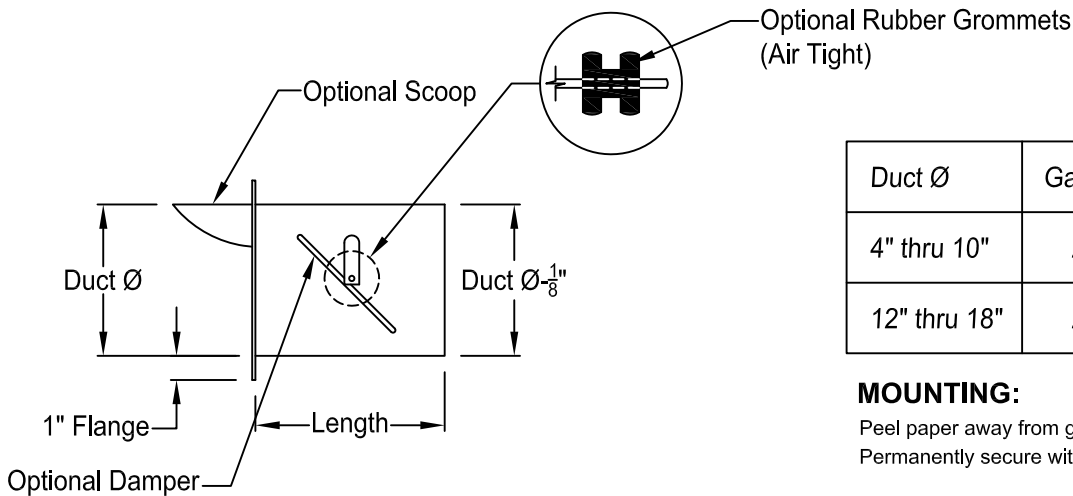 Optional Rubber Grommets
(Air Tight)
Optional Scoop
Duct Ø
Duct Ø-1/8"
1" Flange
Length
Optional Damper
Duct Ø
4" thru 10"
12" thru 18"
MOUNTING:
Peel paper away from
Permanently secure